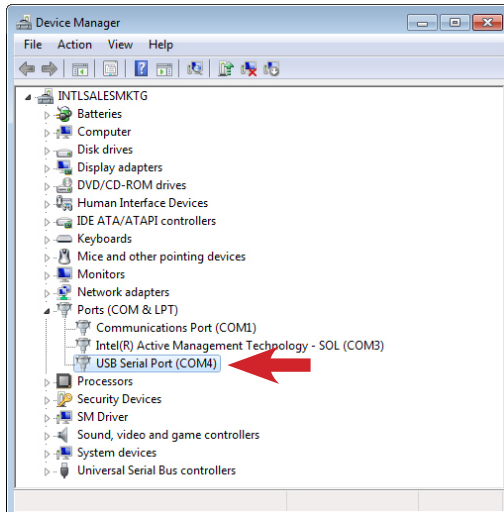 Device Manager
File Action View Help
INTLSALESMKTG
Batteries
Computer
Disk drives
Display adapters
DVD/CD-ROM drives
Human Interface Devices
IDE ATA/ATAPI controllers
Keyboards
Mice and other pointing devices
Monitors
Network adapters
Ports (COM & LPT)
Communications Port (COM1)
Intel(R) Active Management Technology - SOL (COM3)
USB Serial Port (COM4)
Processors
Security Devices
SM Driver
Sound, video and game controllers
System devices
Universal Serial Bus controllers